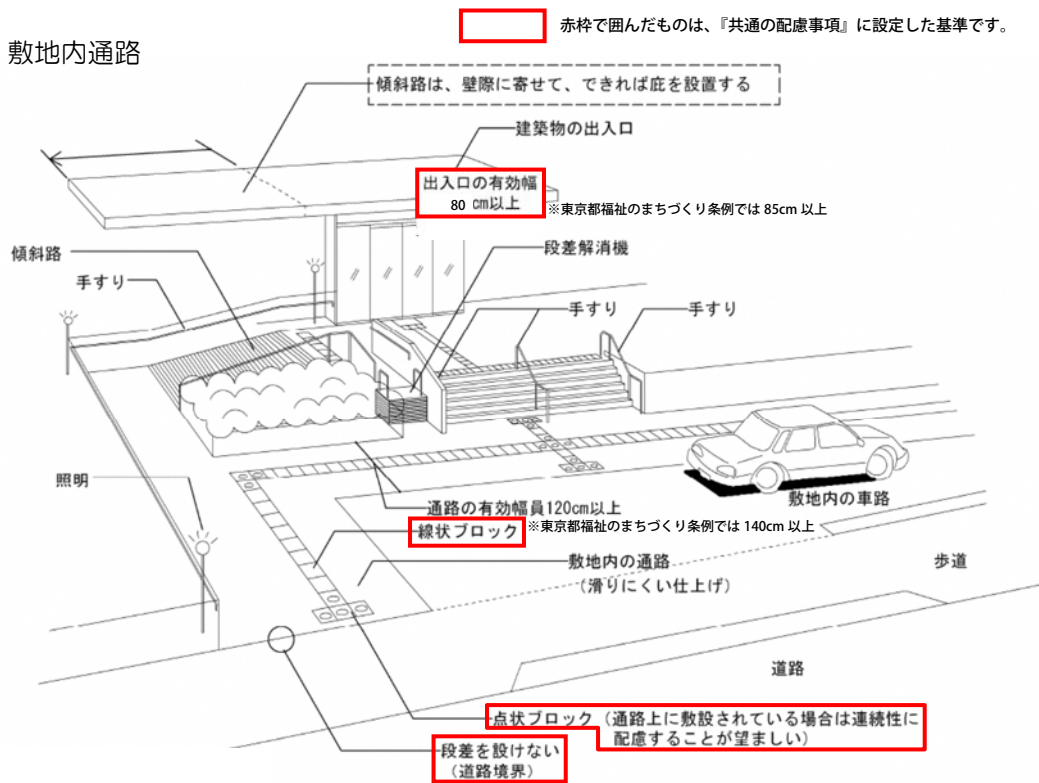 赤枠で囲んだものは、『共通の配慮事項』に設定した基準です。
敷地内通路
傾斜路は、壁際に寄せて、できれば庇を設置する
建築物の出入口
出入口の有効幅
80 cm以上
※東京都福祉のまちづくり条例では 85cm 以上
傾斜路
段差解消機
手すり
手すり
手すり
照明
敷地内の車路
通路の有効幅員120cm以上
線状ブロック
※東京都福祉のまちづくり条例では 140cm 以上
敷地内の通路
(滑りにくい仕上げ)
歩道
道路
点状ブロック (通路上に敷設されている場合は連続性に
配慮することが望ましい)
段差を設けない
(道路境界)